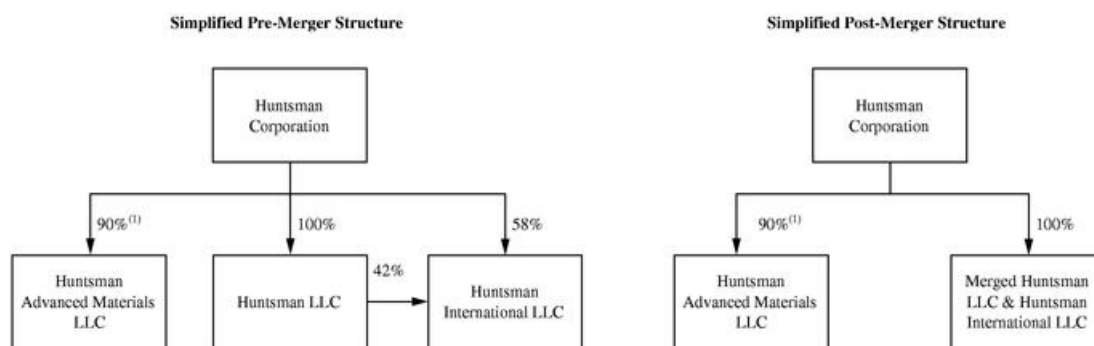 Simplified Pre-Merger Structure
Huntsman
Corporation
90%(1)
100%
58%
Huntsman
Advanced Materials
LLC
Huntsman LLC
42%
Huntsman
International LLC
Simplified Post-Merger Structure
Huntsman
Corporation
90%(1)
100%
Huntsman
Advanced Materials
LLC
Merged Huntsman
LLC & Huntsman
International LLC